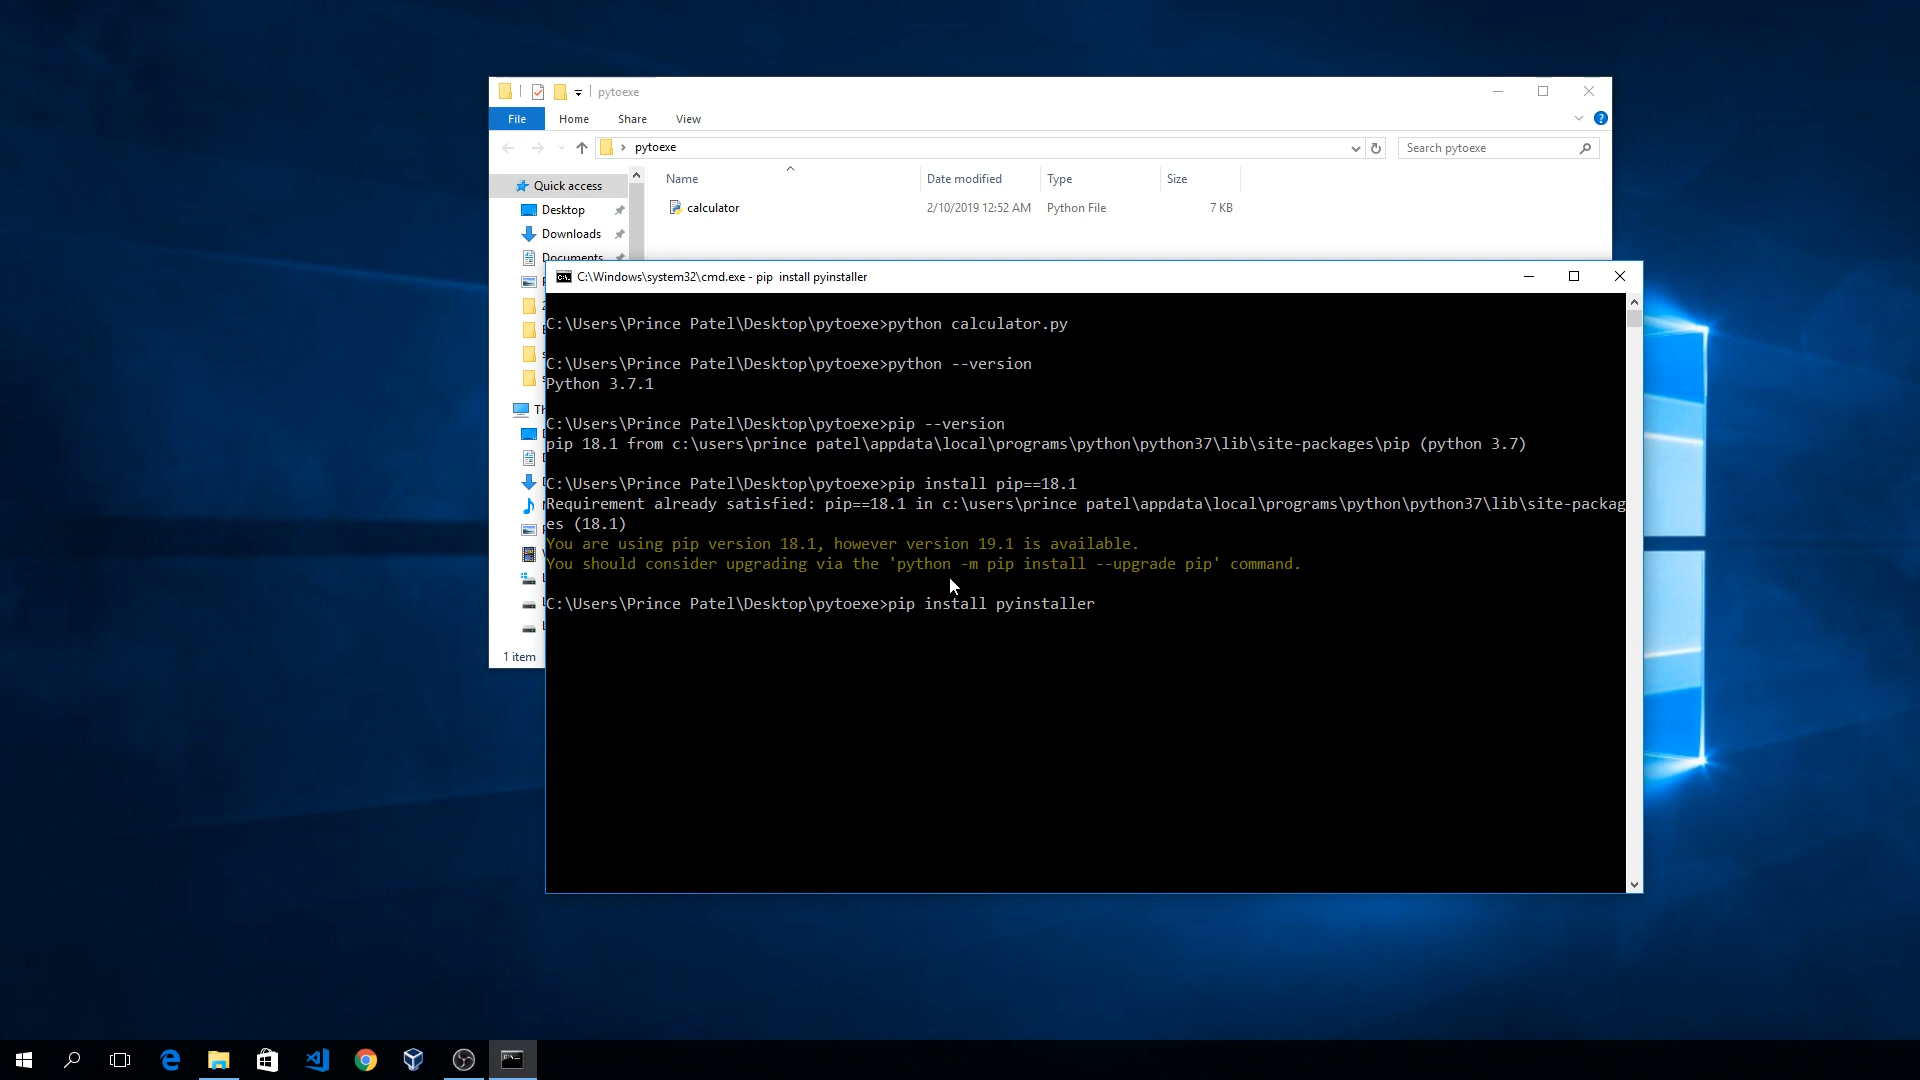 pytoexe
File Home Share View
pytoexe
Search pytoexe
Name Date modified Type Size
Quick access
calculator 2/10/2019 12:52 AM Python File 7 KB
Desktop
Downloads
Documents
C:\Windows\system32\cmd.exe - pip  install pyinstaller
C:\Users\Prince Patel\Desktop\pytoexe>python calculator.py
C:\Users\Prince Patel\Desktop\pytoexe>python --version
Python 3.7.1
C:\Users\Prince Patel\Desktop\pytoexe>pip --version
pip 18.1 from c:\users\prince patel\appdata\local\programs\python\python37\lib\site-packages\pip (python 3.7)
C:\Users\Prince Patel\Desktop\pytoexe>pip install pip==18.1
Requirement already satisfied: pip==18.1 in c:\users\prince patel\appdata\local\programs\python\python37\lib\site-packag
es (18.1)
You are using pip version 18.1, however version 19.1 is available.
You should consider upgrading via the 'python -m pip install --upgrade pip' command.
C:\Users\Prince Patel\Desktop\pytoexe>pip install pyinstaller
1 item